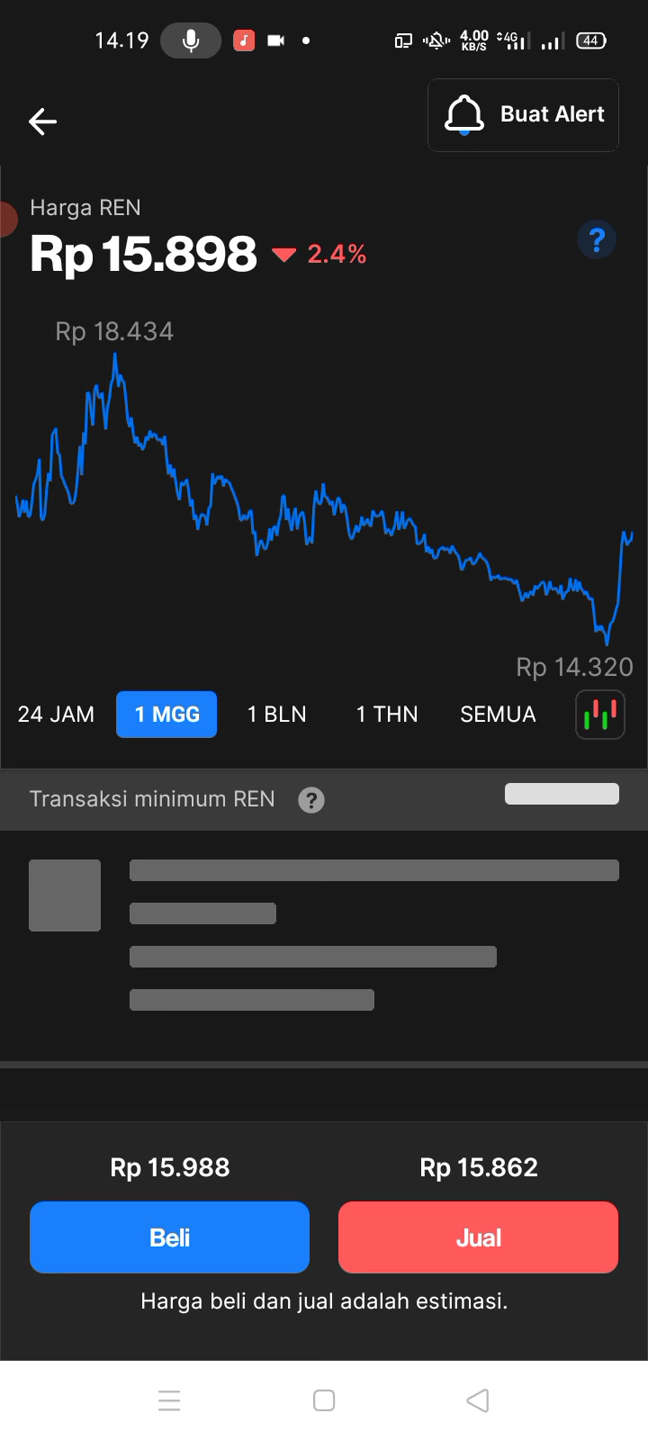 14.19
4.00
KB/S
4G
44
Buat Alert
Harga REN
Rp 15.898 2.4%
?
Rp 18.434
Rp 14.320
24 JAM 1 MGG 1 BLN 1 THN SEMUA
Transaksi minimum REN ?
Rp 15.988 Rp 15.862
Beli Jual
Harga beli dan jual adalah estimasi.